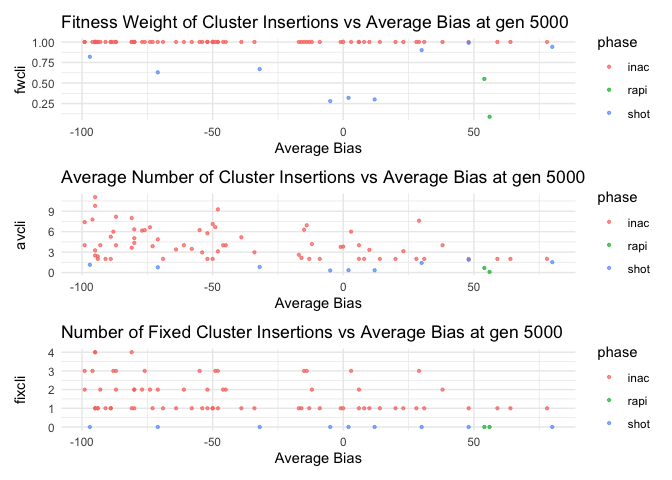 Fitness Weight of Cluster Insertions vs Average Bias at gen 5000
fwcli
1.00
0.75
0.50
0.25
-100
-50
0
50
Average Bias
phase
inac
rapi
shot
Average Number of Cluster Insertions vs Average Bias at gen 5000
avcli
9
6
3
0
-100
-50
0
50
Average Bias
phase
inac
rapi
shot
Number of Fixed Cluster Insertions vs Average Bias at gen 5000
fixcli
4
3
2
1
0
-100
-50
0
50
Average Bias
phase
inac
rapi
shot